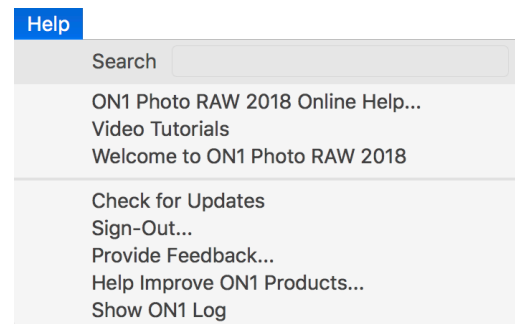 Help
Search
ON1 Photo RAW 2018 Online Help...
Video Tutorials
Welcome to ON1 Photo RAW 2018
Check for Updates
Sign-Out...
Provide Feedback...
Help Improve ON1 Products...
Show ON1 Log